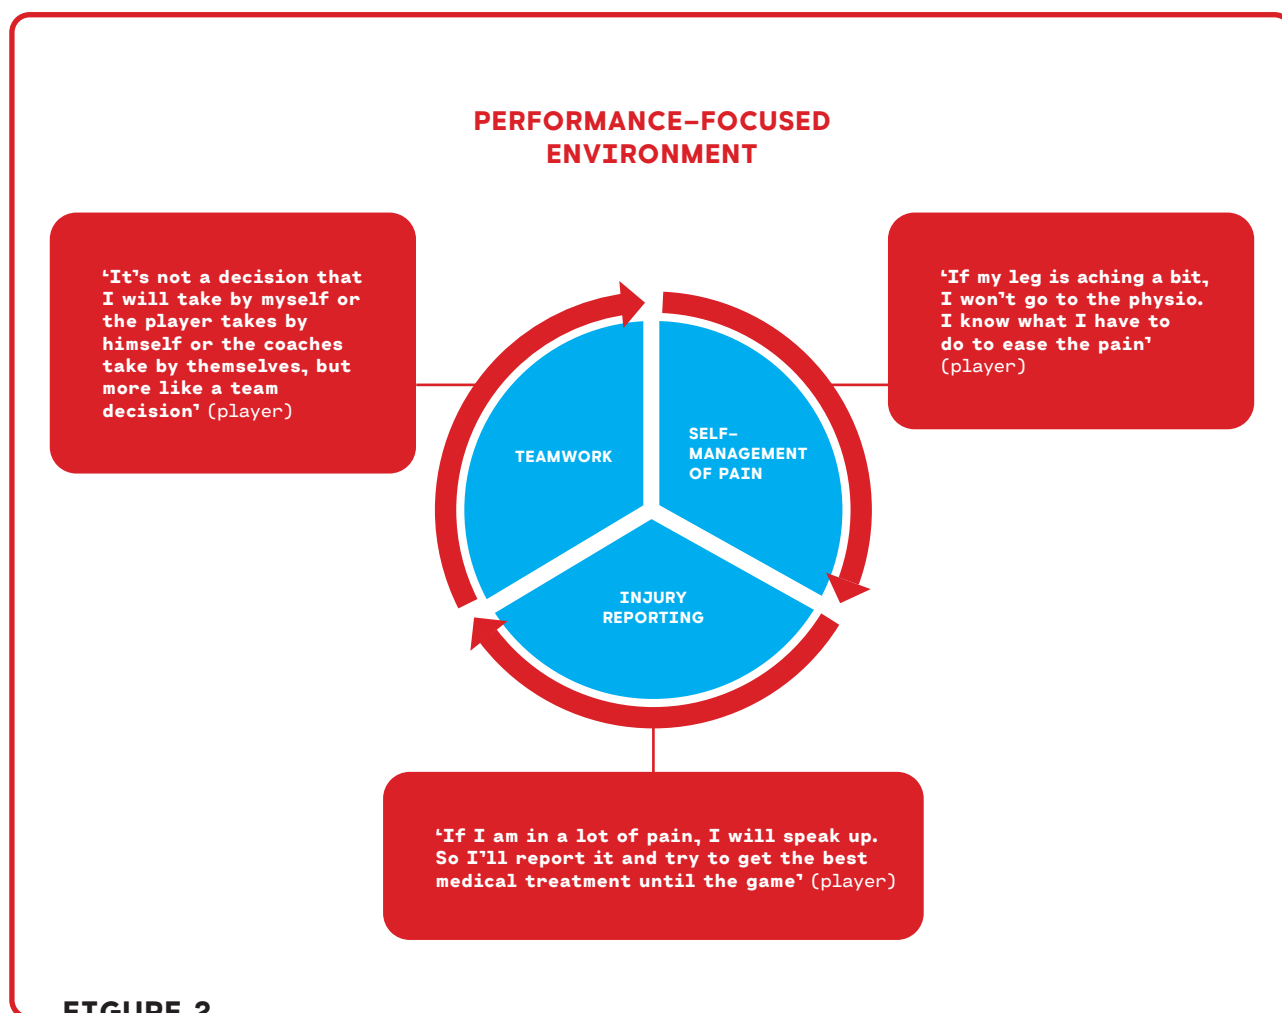 PERFORMANCE–FOCUSED
ENVIRONMENT
‘It’s not a decision that
I will take by myself or
the player takes by
himself or the coaches
take by themselves, but
more like a team
decision’ (player)
‘If my leg is aching a bit,
I won’t go to the physio.
I know what I have to
do to ease the pain’
(player)
TEAMWORK
SELF–
MANAGEMENT
OF PAIN
INJURY
REPORTING
‘If I am in a lot of pain, I will speak up.
So I’ll report it and try to get the best
medical treatment until the game’ (player)
FIGURE 2